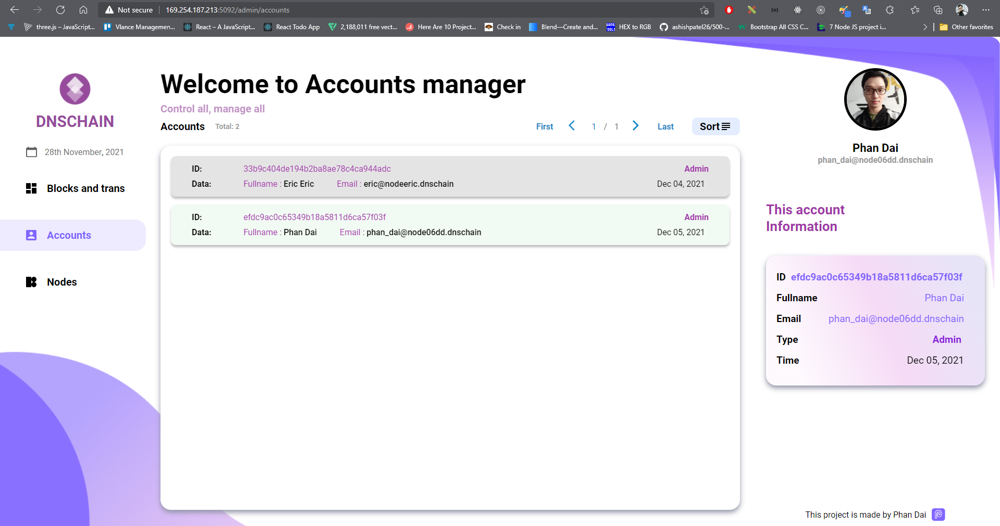 Not secure 169.254.187.213:5092/admin/accounts
three.js – JavaScript... Vlance Managemen... React – A JavaScript... React Todo App 2,188,011 free vect... Here Are 10 Project... Check in Blend—Create and... HEX to RGB ashishpatel26/500-... Bootstrap All CSS C... 7 Node JS project i... Other favorites
DNSCHAIN
28th November, 2021
Blocks and trans
Accounts
Nodes
Welcome to Accounts manager
Control all, manage all
Accounts Total: 2 First 1 / 1 Last Sort
ID: 33b9c404de194b2ba8ae78c4ca944adc Admin
Data: Fullname : Eric Eric Email : eric@nodeeric.dnschain Dec 04, 2021
ID: efdc9ac0c65349b18a5811d6ca57f03f Admin
Data: Fullname : Phan Dai Email : phan_dai@node06dd.dnschain Dec 05, 2021
Phan Dai
phan_dai@node06dd.dnschain
This account
Information
ID efdc9ac0c65349b18a5811d6ca57f03f
Fullname Phan Dai
Email phan_dai@node06dd.dnschain
Type Admin
Time Dec 05, 2021
This project is made by Phan Dai